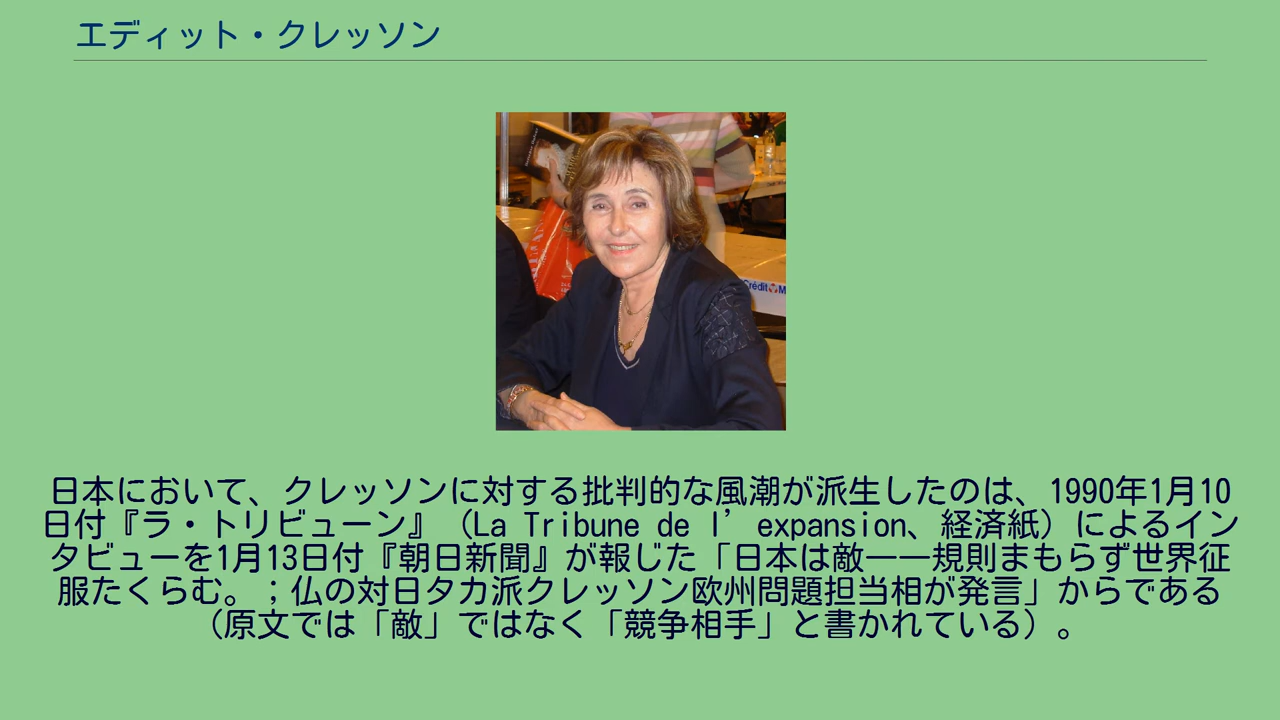 エディット・クレッソン
Crédit M
日本において、クレッソンに対する批判的な風潮が派生したのは、1990年1月10
日付『ラ・トリビューン』（La Tribune de l’expansion、経済紙）によるイン
タビューを1月13日付『朝日新聞』が報じた「日本は敵――規則まもらず世界征
服たくらむ。；仏の対日タカ派クレッソン欧州問題担当相が発言」からである
（原文では「敵」ではなく「競争相手」と書かれている）。